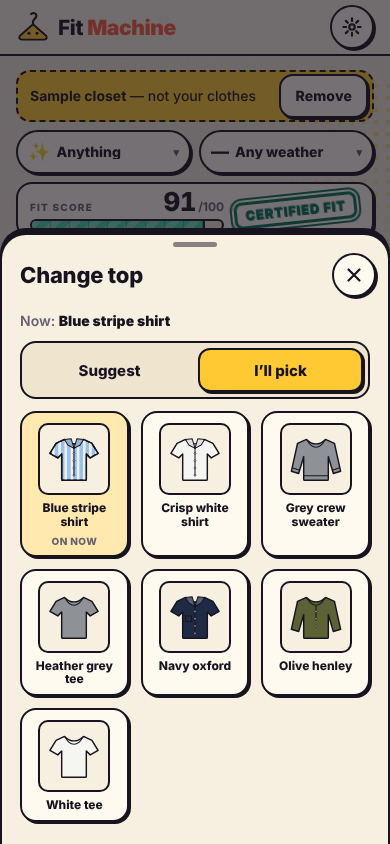 Fit Machine
Sample closet — not your clothes
Remove
✨ Anything ▾
— Any weather ▾
FIT SCORE
91/100
CERTIFIED FIT
Change top
Now: Blue stripe shirt
Suggest
I'll pick
Blue stripe
shirt
ON NOW
Crisp white
shirt
Grey crew
sweater
Heather grey
tee
Navy oxford
Olive henley
White tee